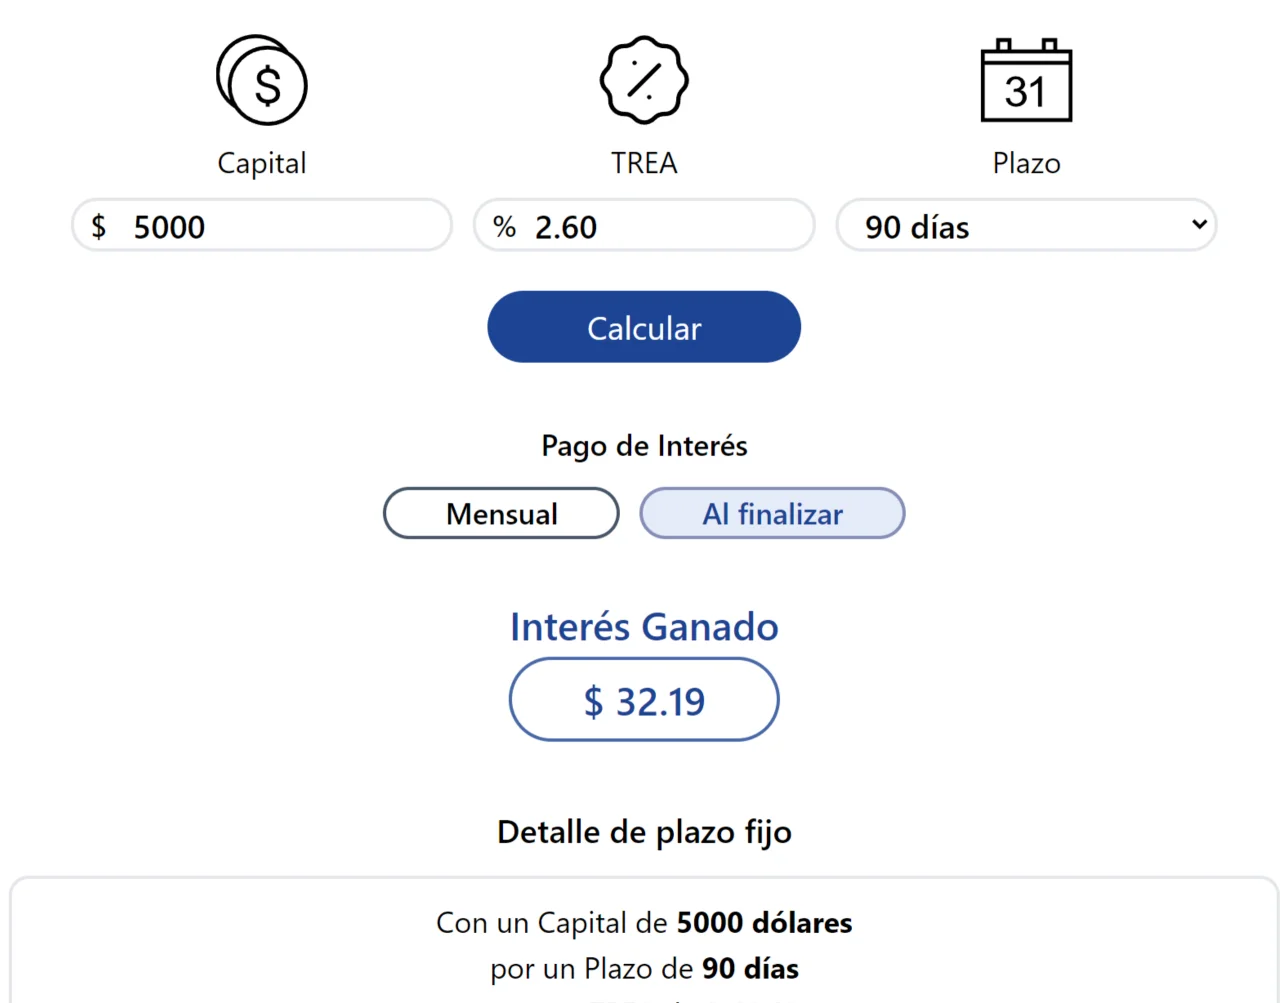 $
31
Capital
TREA
Plazo
$ 5000
% 2.60
90 días
Calcular
Pago de Interés
Mensual
Al finalizar
Interés Ganado
$ 32.19
Detalle de plazo fijo
Con un Capital de 5000 dólares
por un Plazo de 90 días